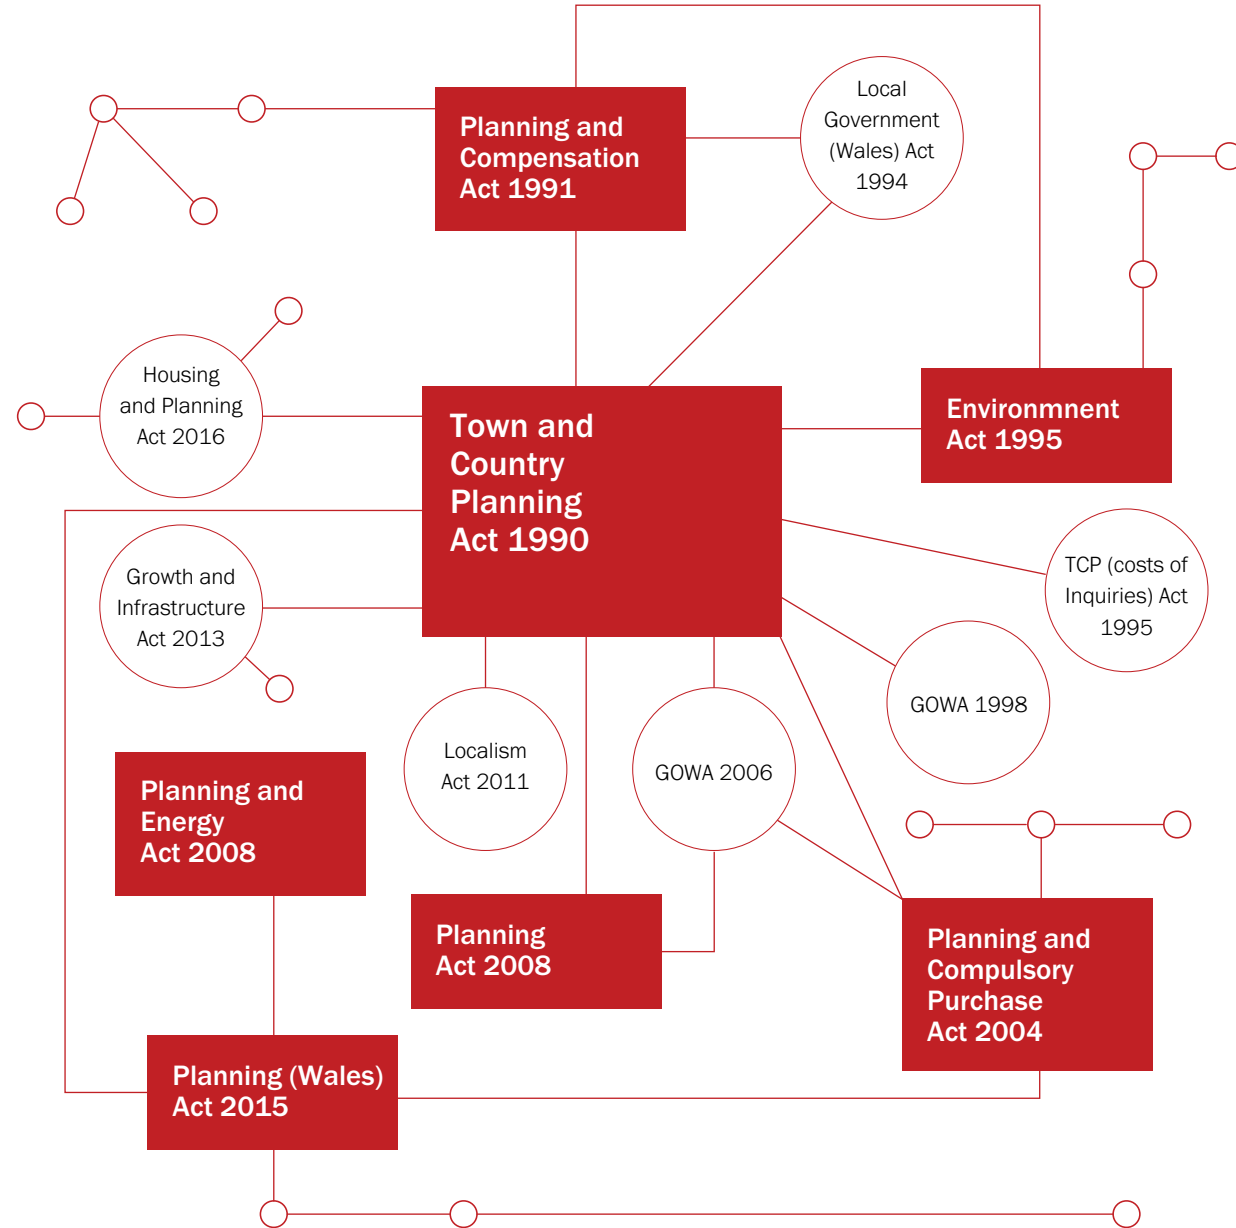 Local
Government
(Wales) Act
1994
Planning and
Compensation
Act 1991
Housing
and Planning
Act 2016
Town and
Country
Planning
Act 1990
Environmnent
Act 1995
Growth and
Infrastructure
Act 2013
TCP (costs of
Inquiries) Act
1995
GOWA 1998
Localism
Act 2011
GOWA 2006
Planning and
Energy
Act 2008
Planning
Act 2008
Planning and
Compulsory
Purchase
Act 2004
Planning (Wales)
Act 2015